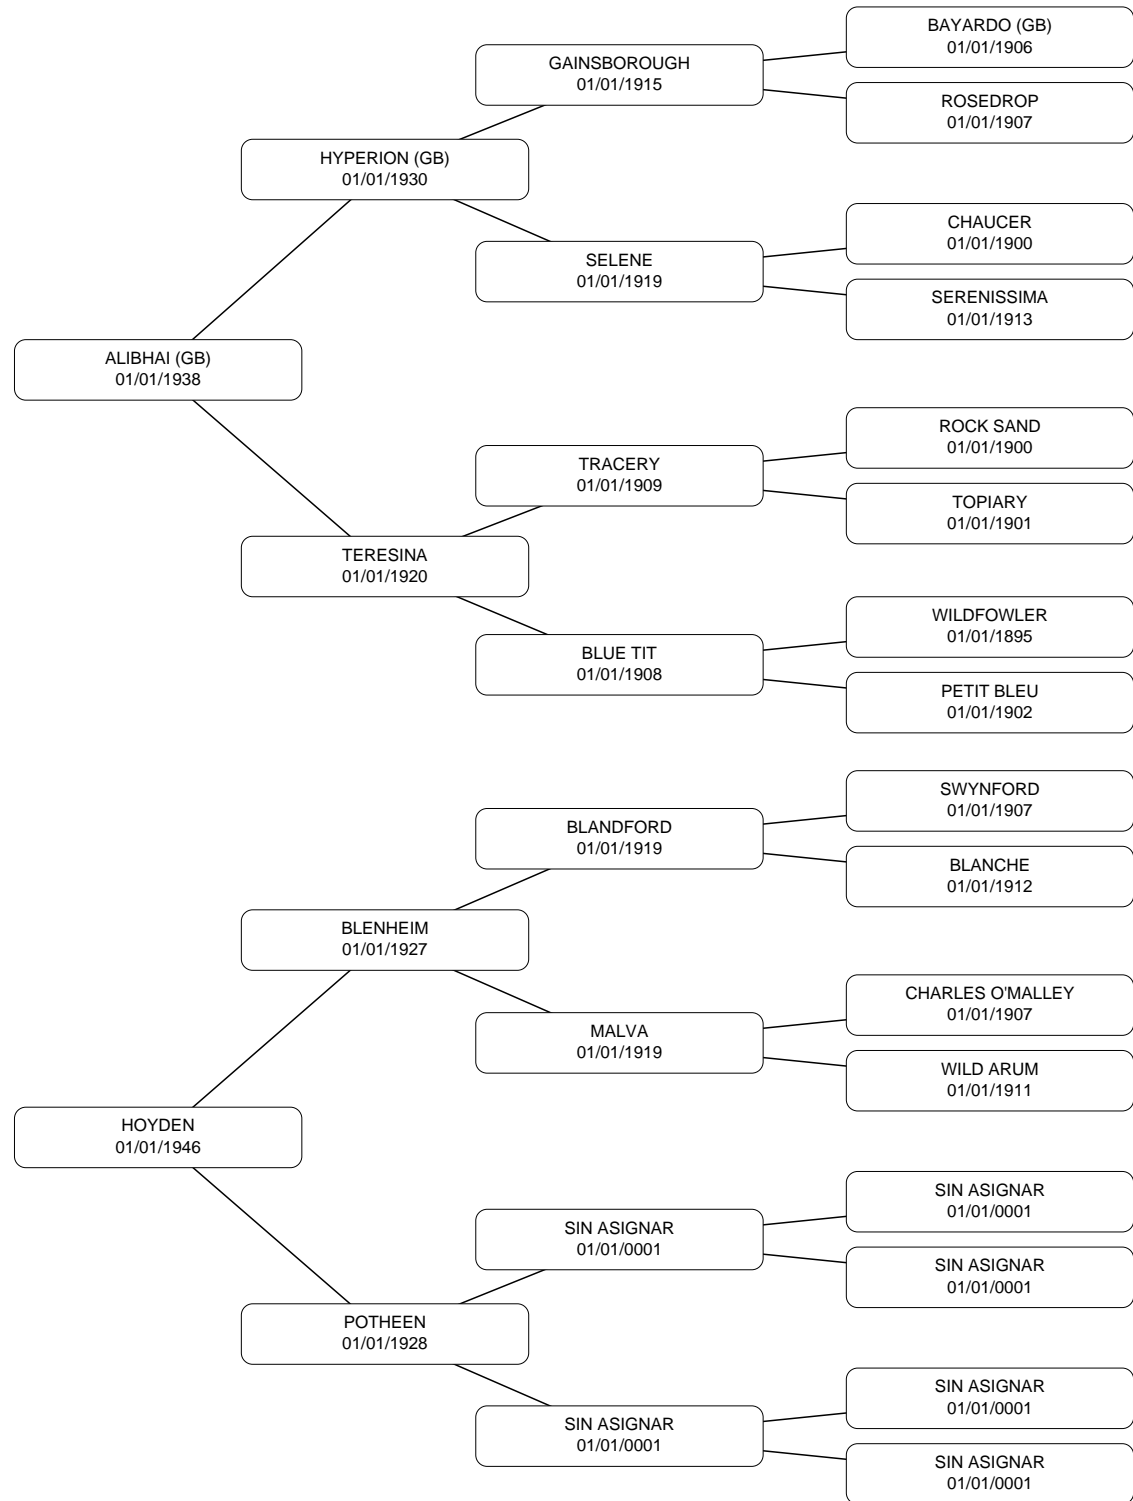 BAYARDO (GB)
01/01/1906
GAINSBOROUGH
01/01/1915
ROSEDROP
01/01/1907
HYPERION (GB)
01/01/1930
CHAUCER
01/01/1900
SELENE
01/01/1919
SERENISSIMA
01/01/1913
ALIBHAI (GB)
01/01/1938
ROCK SAND
01/01/1900
TRACERY
01/01/1909
TOPIARY
01/01/1901
TERESINA
01/01/1920
WILDFOWLER
01/01/1895
BLUE TIT
01/01/1908
PETIT BLEU
01/01/1902
SWYNFORD
01/01/1907
BLANDFORD
01/01/1919
BLANCHE
01/01/1912
BLENHEIM
01/01/1927
CHARLES O'MALLEY
01/01/1907
MALVA
01/01/1919
WILD ARUM
01/01/1911
HOYDEN
01/01/1946
SIN ASIGNAR
01/01/0001
SIN ASIGNAR
01/01/0001
SIN ASIGNAR
01/01/0001
POTHEEN
01/01/1928
SIN ASIGNAR
01/01/0001
SIN ASIGNAR
01/01/0001
SIN ASIGNAR
01/01/0001